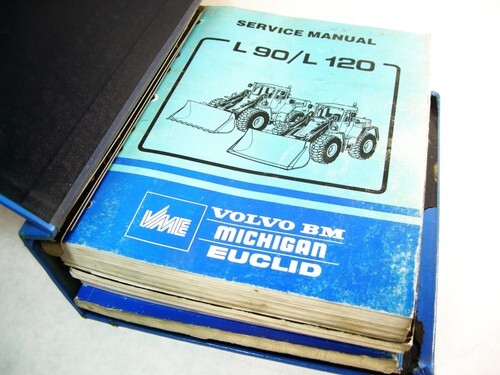 SERVICE MANUAL
L 90/L 120
VME
VOLVO BM
MICHIGAN
EUCLID